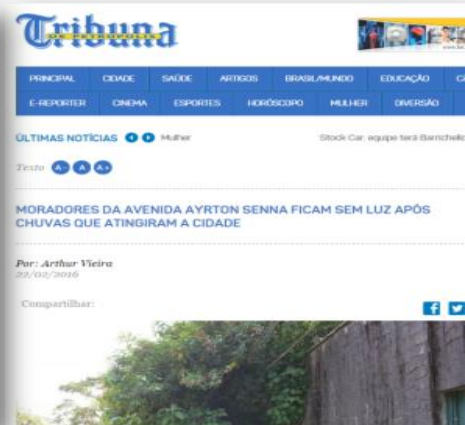 Tribuna
DE PETRÓPOLIS
PRINCIPAL CIDADE SAÚDE ARTIGOS BRASIL/MUNDO EDUCAÇÃO
E-REPORTER CINEMA ESPORTES HORÓSCOPO MULHER DIVERSÃO
ÚLTIMAS NOTÍCIAS Mulher Stock Car: equipe terá Barrichello
Texto A- A A+
MORADORES DA AVENIDA AYRTON SENNA FICAM SEM LUZ APÓS
CHUVAS QUE ATINGIRAM A CIDADE
Por: Arthur Vieira
22/02/2016
Compartilhar: